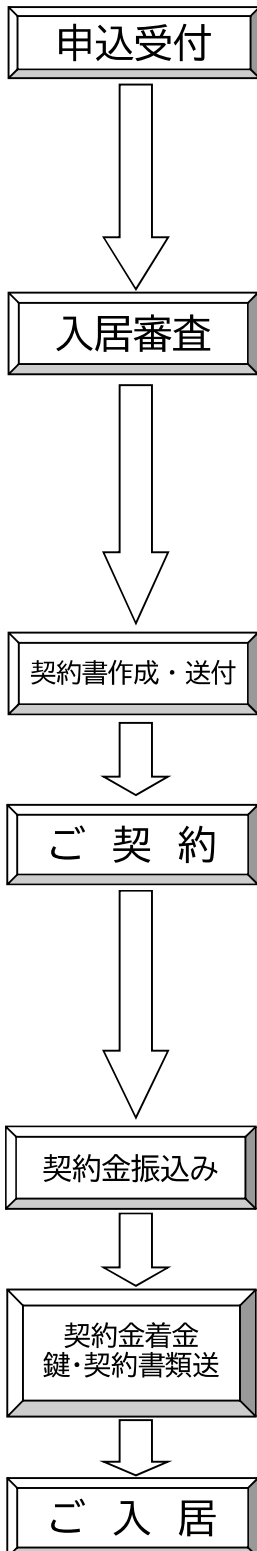 申込受付
入居審査
契約書作成・送付
ご 契 約
契約金振込み
契約金着金
鍵・契約書類送
ご 入 居